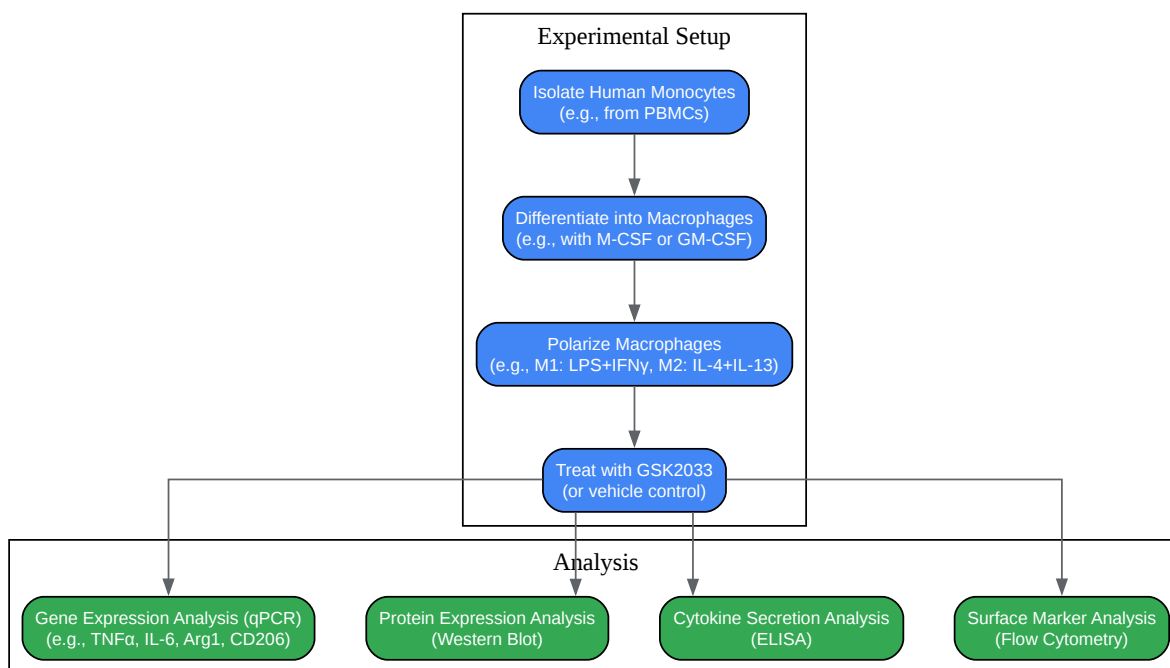 Experimental Setup
Isolate Human Monocytes
(e.g., from PBMCs)
Differentiate into Macrophages
(e.g., with M-CSF or GM-CSF)
Polarize Macrophages
(e.g., M1: LPS+IFNγ, M2: IL-4+IL-13)
Treat with GSK2033
(or vehicle control)
Analysis
Gene Expression Analysis (qPCR)
(e.g., TNFα, IL-6, Arg1, CD206)
Protein Expression Analysis
(Western Blot)
Cytokine Secretion Analysis
(ELISA)
Surface Marker Analysis
(Flow Cytometry)